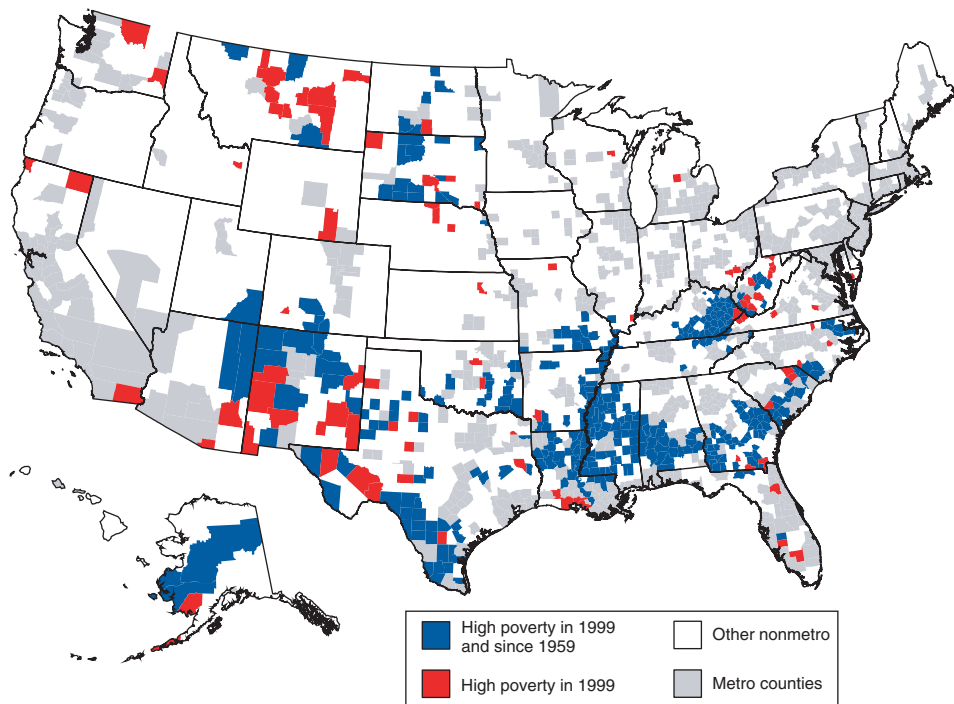 High poverty in 1999
and since 1959
Other nonmetro
High poverty in 1999
Metro counties